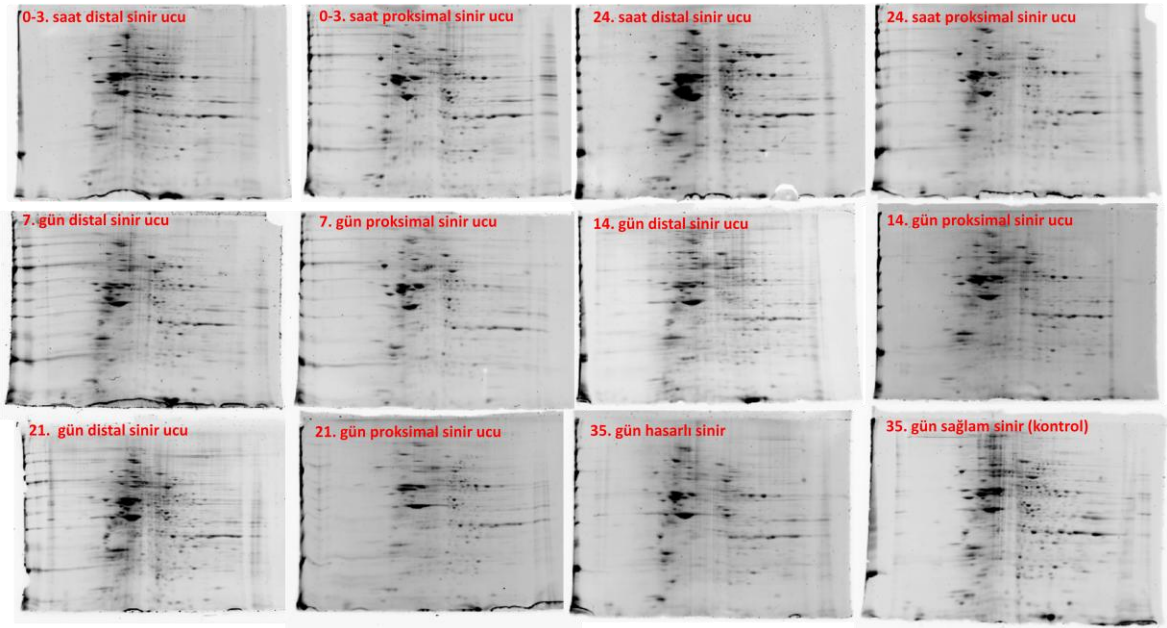 0-3. saat distal sinir ucu
0-3. saat proksimal sinir ucu
24. saat distal sinir ucu
24. saat proksimal sinir ucu
7. gün distal sinir ucu
7. gün proksimal sinir ucu
14. gün distal sinir ucu
14. gün proksimal sinir ucu
21. gün distal sinir ucu
21. gün proksimal sinir ucu
35. gün hasarlı sinir
35. gün sağlam sinir (kontrol)